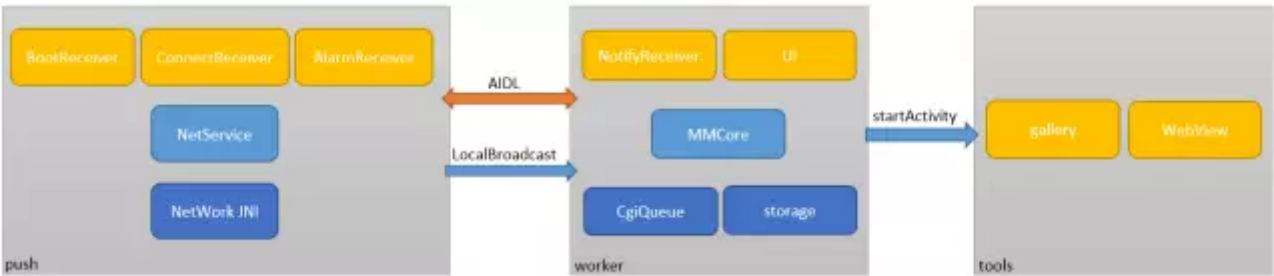 BootReceiver ConnectReceiver AlarmReceiver
NetService
NetWork JNI
push
AIDL
LocalBroadcast
NotifyReceiver UI
MMCore
CgiQueue storage
worker
startActivity
gallery WebView
tools